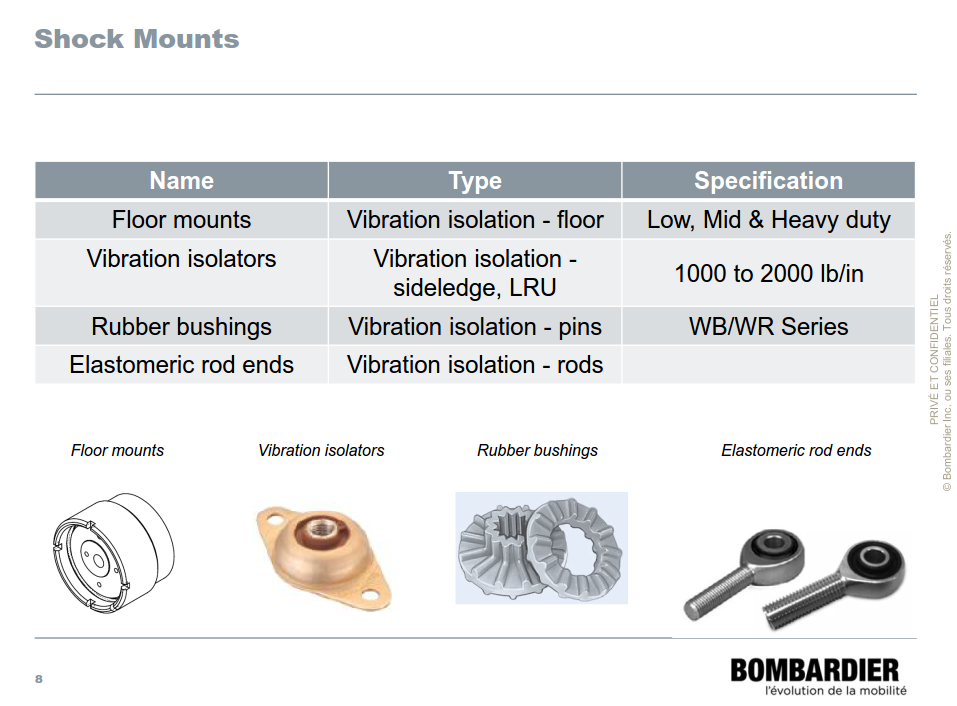 Shock Mounts
Name Type Specification
Floor mounts Vibration isolation - floor Low, Mid & Heavy duty
Vibration isolators Vibration isolation - sideledge, LRU 1000 to 2000 lb/in
Rubber bushings Vibration isolation - pins WB/WR Series
Elastomeric rod ends Vibration isolation - rods
Floor mounts Vibration isolators Rubber bushings Elastomeric rod ends
PRIVÉ ET CONFIDENTIEL
© Bombardier Inc. ou ses filiales. Tous droits réservés.
8
BOMBARDIER
l'évolution de la mobilité